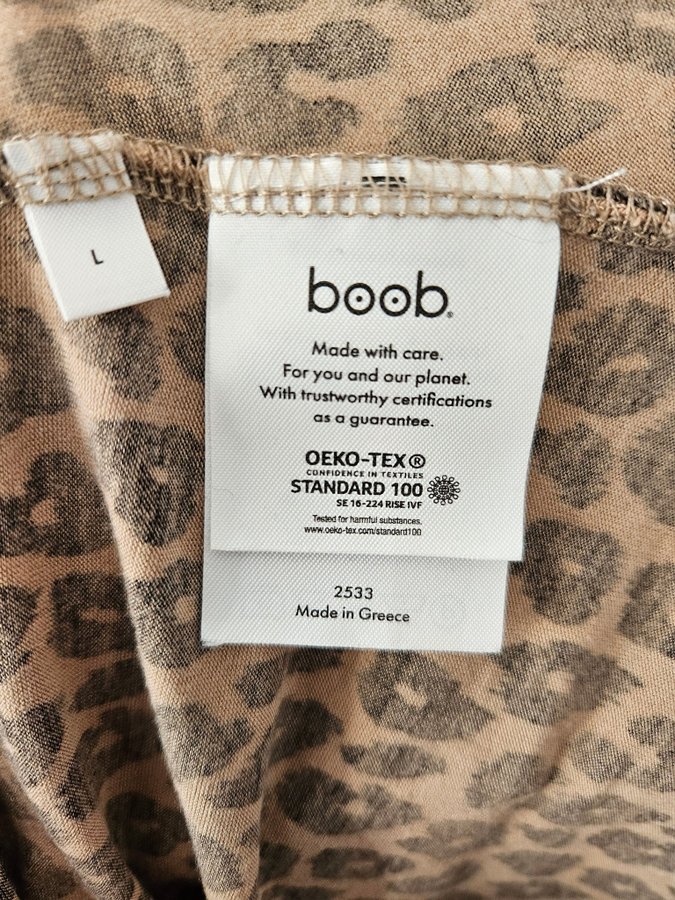 L
boob®
Made with care.
For you and our planet.
With trustworthy certifications
as a guarantee.
OEKO-TEX®
CONFIDENCE IN TEXTILES
STANDARD 100
SE 16-224 RISE IVF
Tested for harmful substances.
www.oeko-tex.com/standard100
2533
Made in Greece